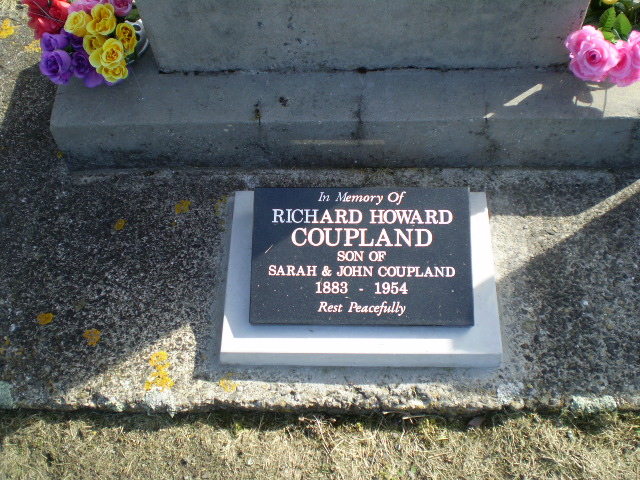 In Memory Of
RICHARD HOWARD
COUPLAND
SON OF
SARAH & JOHN COUPLAND
1883 - 1954
Rest Peacefully